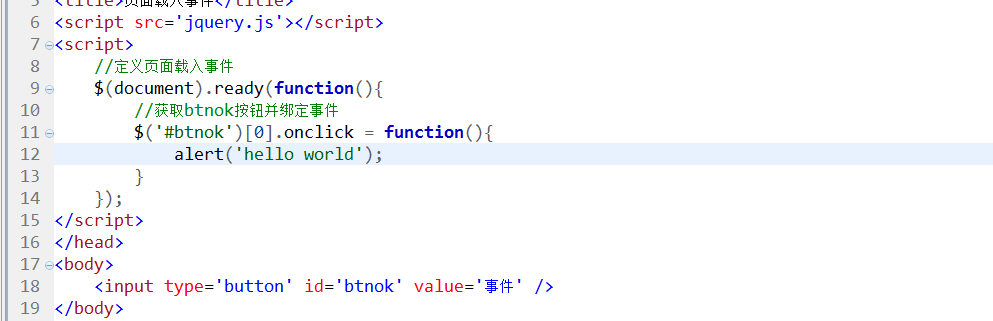 5 <title>页面载入事件</title>
6 <script src='jquery.js'></script>
7 <script>
8 //定义页面载入事件
9 $(document).ready(function(){
10 //获取btnok按钮并绑定事件
11 $('#btnok')[0].onclick = function(){
12 alert('hello world');
13 }
14 });
15 </script>
16 </head>
17 <body>
18 <input type='button' id='btnok' value='事件' />
19 </body>